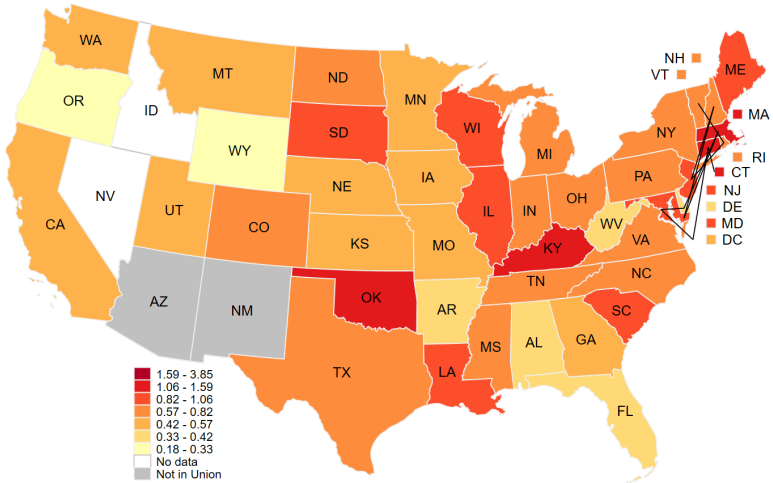 WA
NH
VT
ME
MT
ND
MN
OR
ID
SD
WI
MI
NY
MA
RI
CT
WY
PA
NJ
IA
NE
NV
UT
CO
IL
IN
OH
DE
WV
MD
DC
CA
KS
MO
KY
VA
NC
TN
AZ
NM
OK
AR
SC
MS
AL
GA
TX
LA
FL
1.59 - 3.85
1.06 - 1.59
0.82 - 1.06
0.57 - 0.82
0.42 - 0.57
0.33 - 0.42
0.18 - 0.33
No data
Not in Union